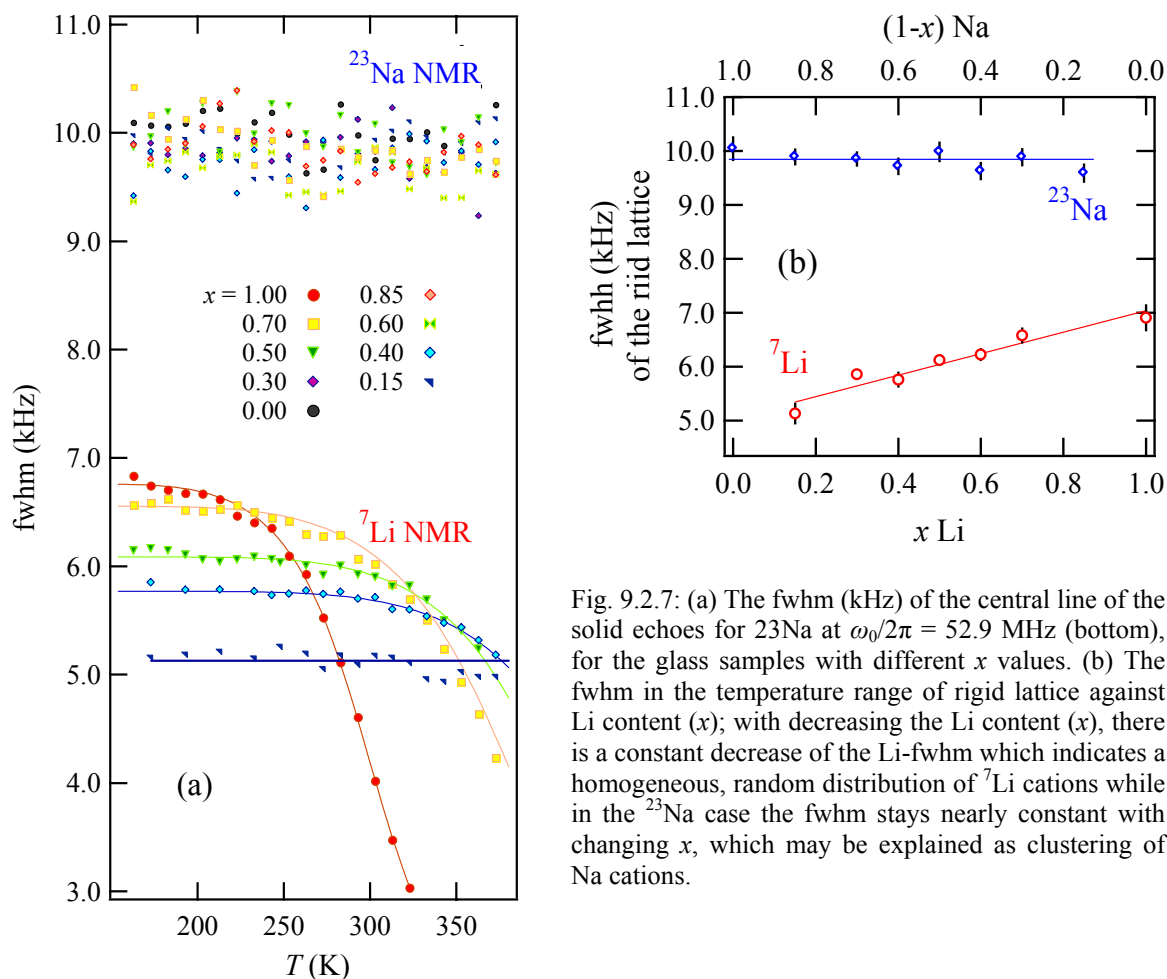 11.0
10.0
9.0
8.0
7.0
6.0
5.0
4.0
3.0
fwhm (kHz)
23Na NMR
x = 1.00
0.70
0.50
0.30
0.00
0.85
0.60
0.40
0.15
7Li NMR
(a)
200 250 300 350
T (K)
(1-x) Na
1.0 0.8 0.6 0.4 0.2 0.0
11.0
10.0
9.0
8.0
7.0
6.0
5.0
fwhh (kHz)
of the riid lattice
23Na
(b)
7Li
0.0 0.2 0.4 0.6 0.8 1.0
x Li
Fig. 9.2.7: (a) The fwhm (kHz) of the central line of the
solid echoes for 23Na at ω0/2π = 52.9 MHz (bottom),
for the glass samples with different x values. (b) The
fwhm in the temperature range of rigid lattice against
Li content (x); with decreasing the Li content (x), there
is a constant decrease of the Li-fwhm which indicates a
homogeneous, random distribution of 7Li cations while
in the 23Na case the fwhm stays nearly constant with
changing x, which may be explained as clustering of
Na cations.